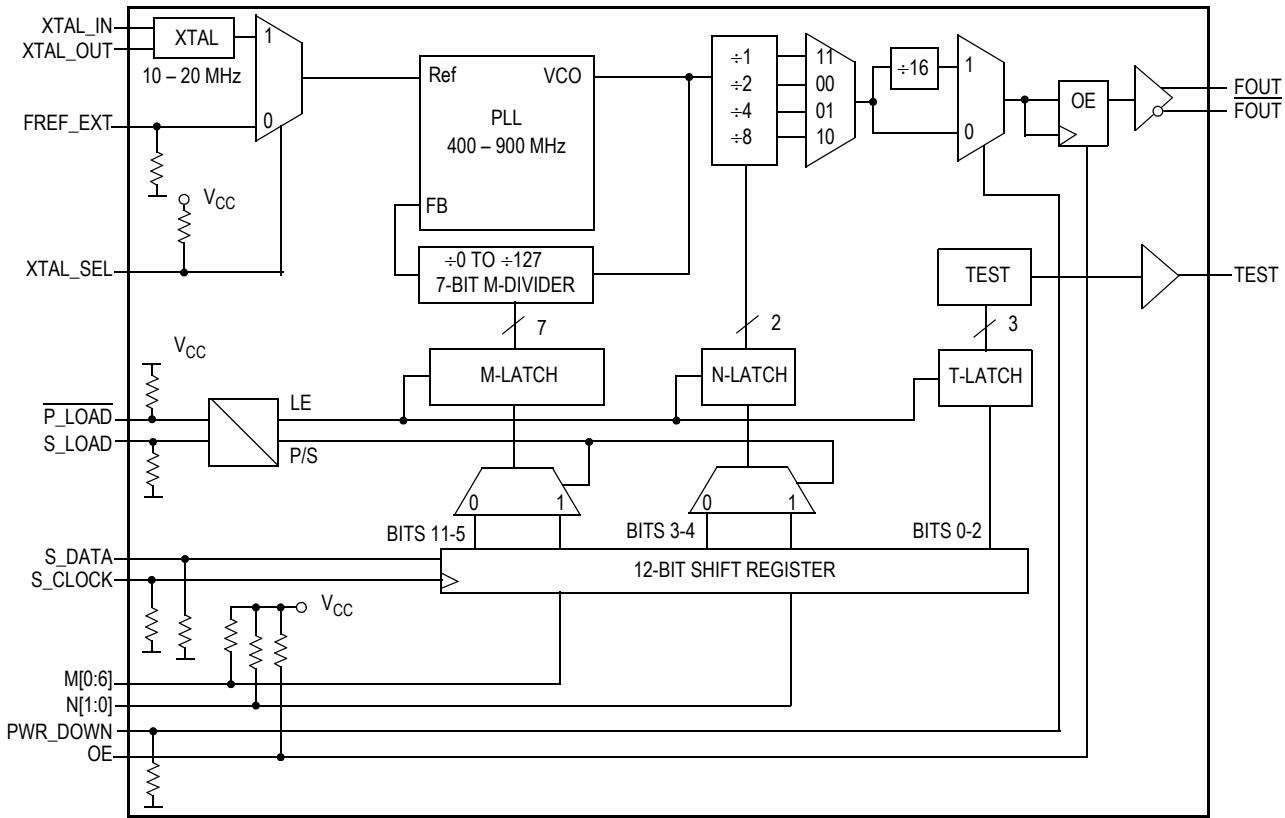 XTAL_IN
XTAL_OUT
XTAL
10 – 20 MHz
1
0
FREF_EXT
VCC
XTAL_SEL
Ref
VCO
PLL
400 – 900 MHz
FB
÷0 TO ÷127
7-BIT M-DIVIDER
÷1
÷2
÷4
÷8
11
00
01
10
÷16
1
0
OE
FOUT
FOUT
TEST
TEST
7
2
3
VCC
M-LATCH
N-LATCH
T-LATCH
P_LOAD
S_LOAD
LE
P/S
0 1
0 1
BITS 11-5
BITS 3-4
BITS 0-2
S_DATA
S_CLOCK
12-BIT SHIFT REGISTER
VCC
M[0:6]
N[1:0]
PWR_DOWN
OE